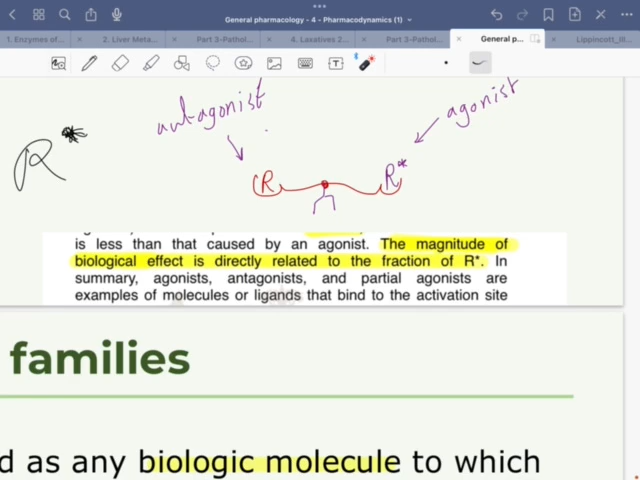 General pharmacology - 4 - Pharmacodynamics (1)
1. Enzymes of...
2. Liver Meta...
Part 3-Pathol...
4. Laxatives 2...
Part 3-Pathol...
General p...
Lippincott_Ill...
antagonist
agonist
R*
R
R*
is less than that caused by an agonist. The magnitude of
biological effect is directly related to the fraction of R*. In
summary, agonists, antagonists, and partial agonists are
examples of molecules or ligands that bind to the activation site
families
d as any biologic molecule to which